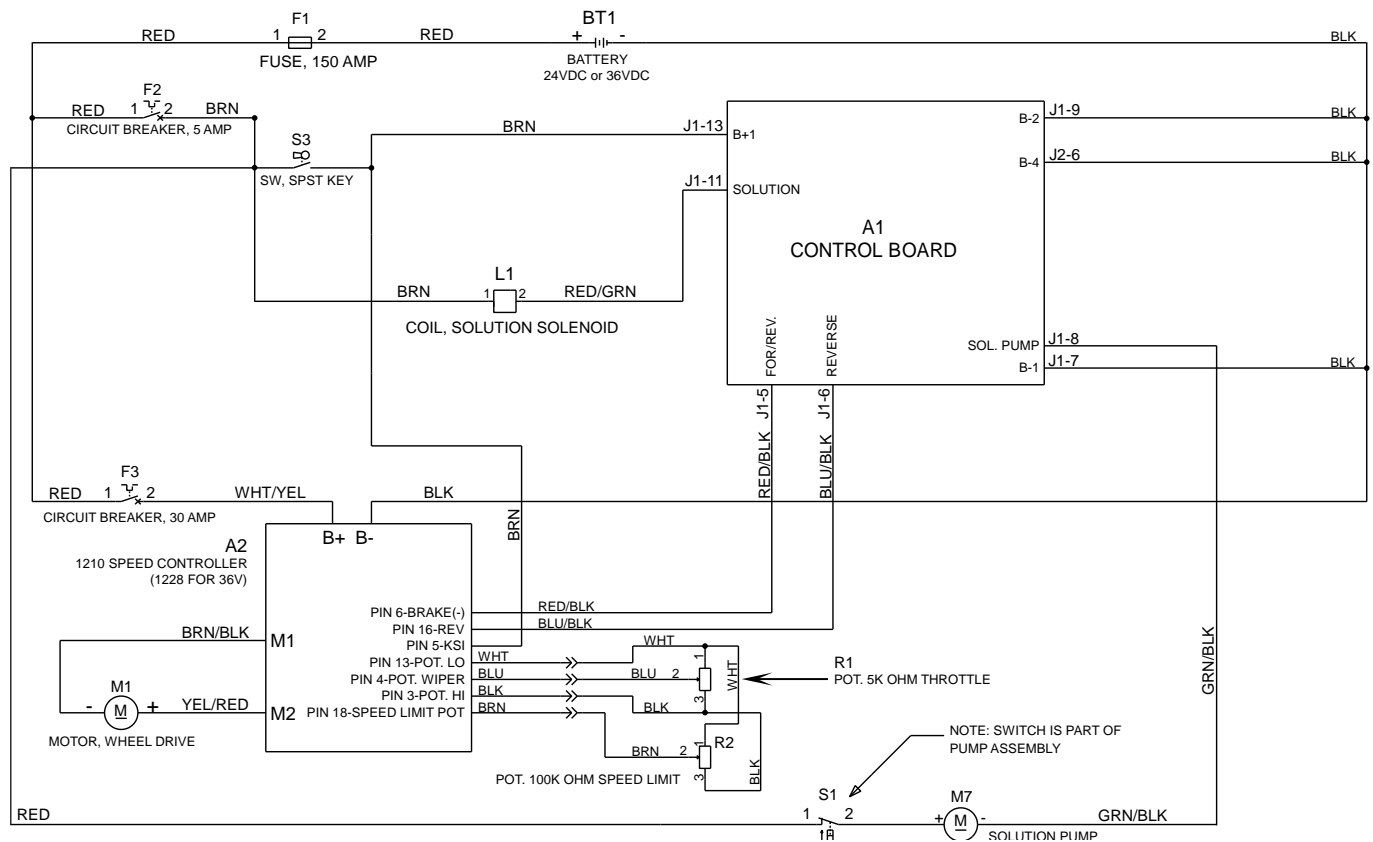 F1
RED 1 2 RED
FUSE, 150 AMP
BT1
+ -
BATTERY
24VDC or 36VDC
BLK
F2
RED 1 2 BRN
CIRCUIT BREAKER, 5 AMP
S3
SW, SPST KEY
BRN
J1-13
B+1
J1-11
SOLUTION
A1
CONTROL BOARD
B-2
J1-9
BLK
B-4
J2-6
BLK
L1
BRN 1 2 RED/GRN
COIL, SOLUTION SOLENOID
FOR/REV.
REVERSE
SOL. PUMP
J1-8
B-1
J1-7
BLK
J1-5
J1-6
RED/BLK
BLU/BLK
F3
RED 1 2 WHT/YEL
CIRCUIT BREAKER, 30 AMP
BLK
BRN
B+ B-
A2
1210 SPEED CONTROLLER
(1228 FOR 36V)
PIN 6-BRAKE(-)
RED/BLK
PIN 16-REV
BLU/BLK
PIN 5-KSI
PIN 13-POT. LO
WHT
WHT
PIN 4-POT. WIPER
BLU
BLU 2
PIN 3-POT. HI
BLK
BLK
PIN 18-SPEED LIMIT POT
BRN
1
3
WHT
R1
POT. 5K OHM THROTTLE
BRN 2
1
3
R2
BLK
POT. 100K OHM SPEED LIMIT
BRN/BLK
M1
M1
- M +
YEL/RED
M2
MOTOR, WHEEL DRIVE
GRN/BLK
NOTE: SWITCH IS PART OF
PUMP ASSEMBLY
RED
S1
1 2
M7
+ M -
GRN/BLK
SOLUTION PUMP